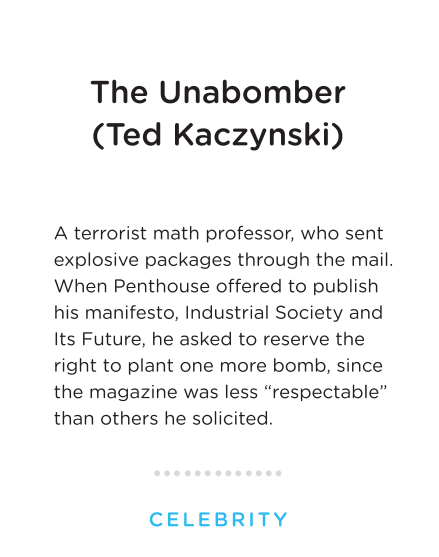 The Unabomber
(Ted Kaczynski)
A terrorist math professor, who sent
explosive packages through the mail.
When Penthouse offered to publish
his manifesto, Industrial Society and
Its Future, he asked to reserve the
right to plant one more bomb, since
the magazine was less “respectable”
than others he solicited.
CELEBRITY